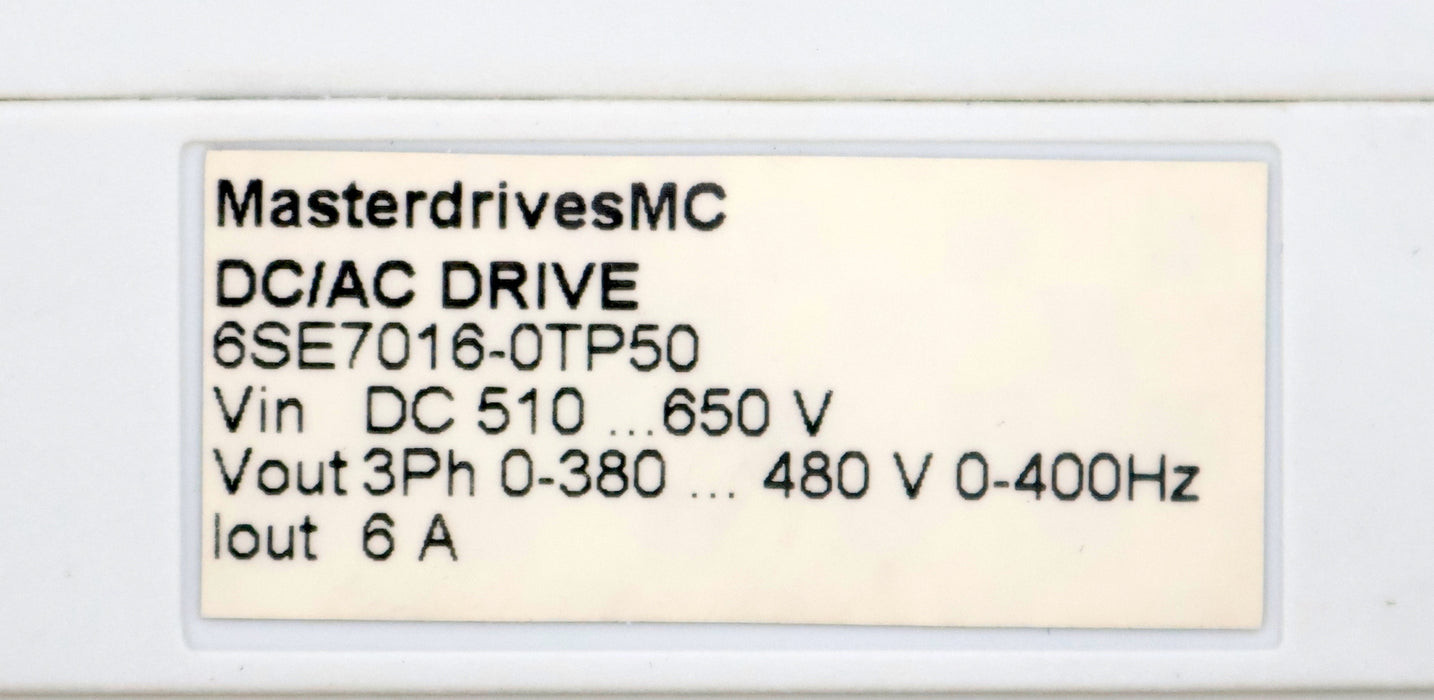 MasterdrivesMC
DC/AC DRIVE
6SE7016-0TP50
Vin DC 510 ...650 V
Vout 3Ph 0-380 ... 480 V 0-400Hz
Iout 6 A